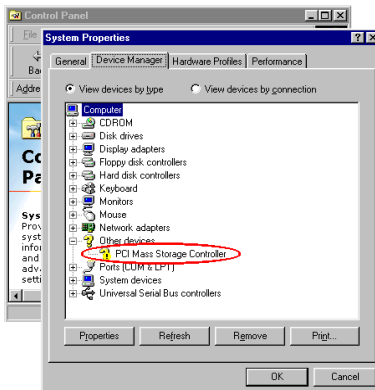 Control Panel
File
System Properties
General Device Manager Hardware Profiles Performance
Ba
Addre
View devices by type View devices by connection
Computer
CDROM
Disk drives
Display adapters
Floppy disk controllers
Hard disk controllers
Keyboard
Monitors
Mouse
Network adapters
Other devices
PCI Mass Storage Controller
Ports (COM & LPT)
System devices
Universal Serial Bus controllers
Co
Pa
Sys
Prov
syst
infor
and
adva
setti
Properties Refresh Remove Print...
OK Cancel